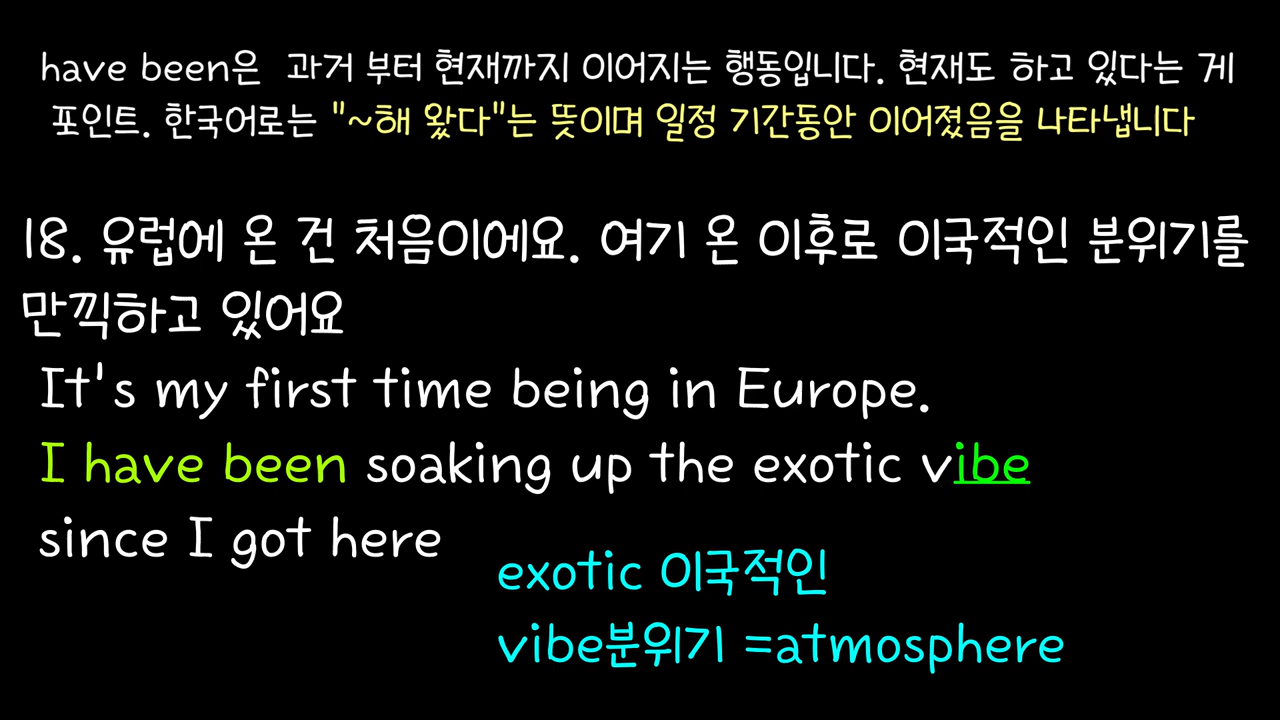 have been은 과거 부터 현재까지 이어지는 행동입니다. 현재도 하고 있다는 게
포인트. 한국어로는 "~해 왔다"는 뜻이며 일정 기간동안 이어졌음을 나타냅니다
18. 유럽에 온 건 처음이에요. 여기 온 이후로 이국적인 분위기를
만끽하고 있어요
It's my first time being in Europe.
I have been soaking up the exotic vibe
since I got here
exotic 이국적인
vibe분위기 =atmosphere